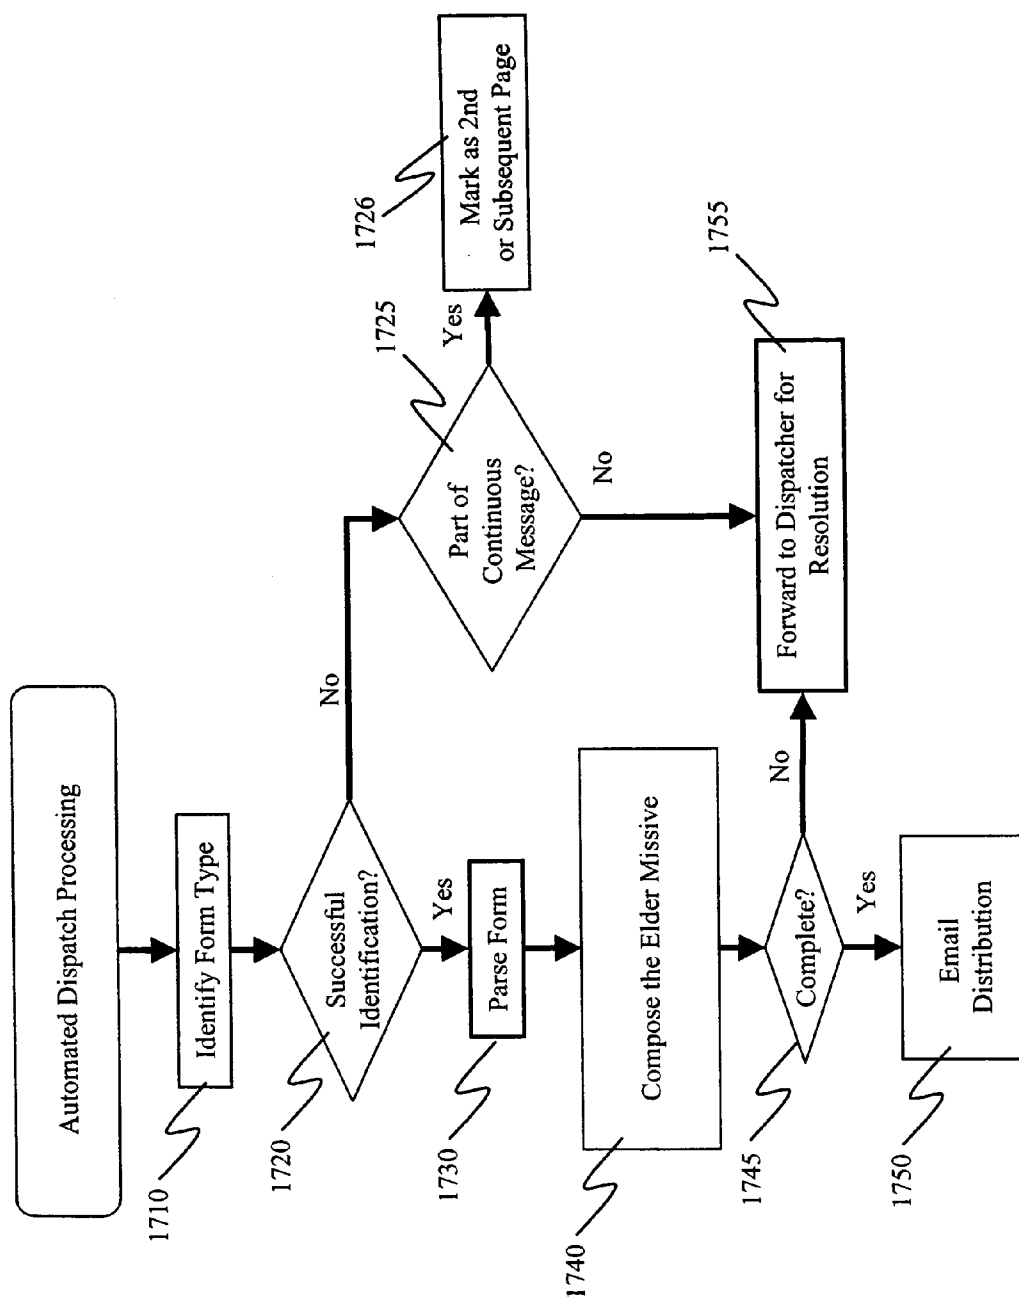 Automated Dispatch Processing
1710
Identify Form Type
1720
Successful
Identification?
No
Yes
1725
Part of
Continuous
Message?
Yes
1726
Mark as 2nd
or Subsequent Page
No
1730
Parse Form
1740
Compose the Elder Missive
1745
Complete?
No
1755
Forward to Dispatcher for
Resolution
Yes
1750
Email
Distribution